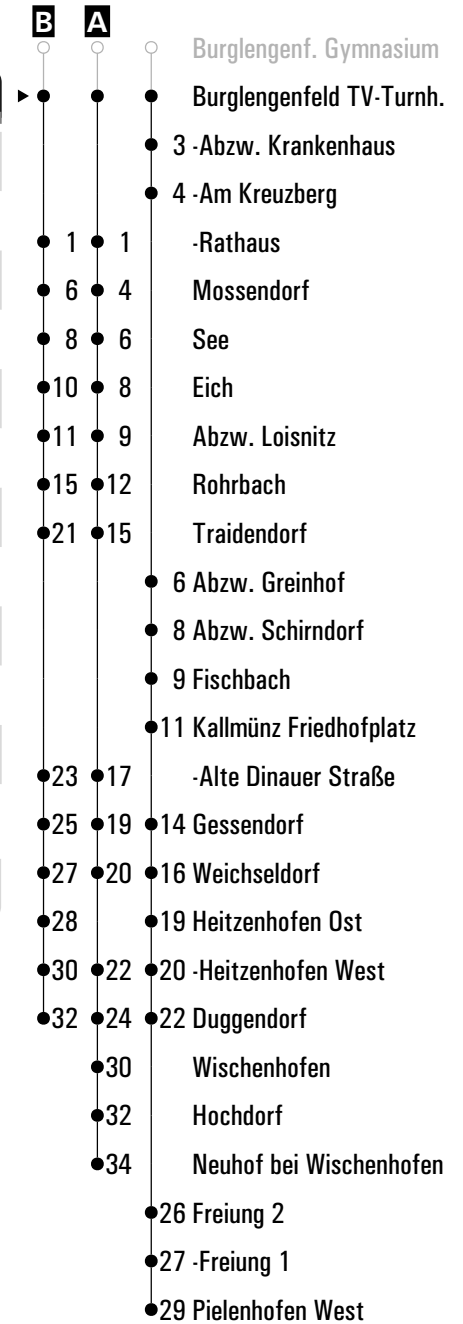 B A
Burglengenf. Gymnasium
Burglengenfeld TV-Turnh.
3 -Abzw. Krankenhaus
4 -Am Kreuzberg
1 1 -Rathaus
6 4 Mossendorf
8 6 See
10 8 Eich
11 9 Abzw. Loisnitz
15 12 Rohrbach
21 15 Traidendorf
6 Abzw. Greinhof
8 Abzw. Schirndorf
9 Fischbach
11 Kallmünz Friedhofplatz
23 17 -Alte Dinauer Straße
25 19 14 Gessendorf
27 20 16 Weichseldorf
28 19 Heitzenhofen Ost
30 22 20 -Heitzenhofen West
32 24 22 Duggendorf
30 Wischenhofen
32 Hochdorf
34 Neuhof bei Wischenhofen
26 Freiung 2
27 -Freiung 1
29 Pielenhofen West